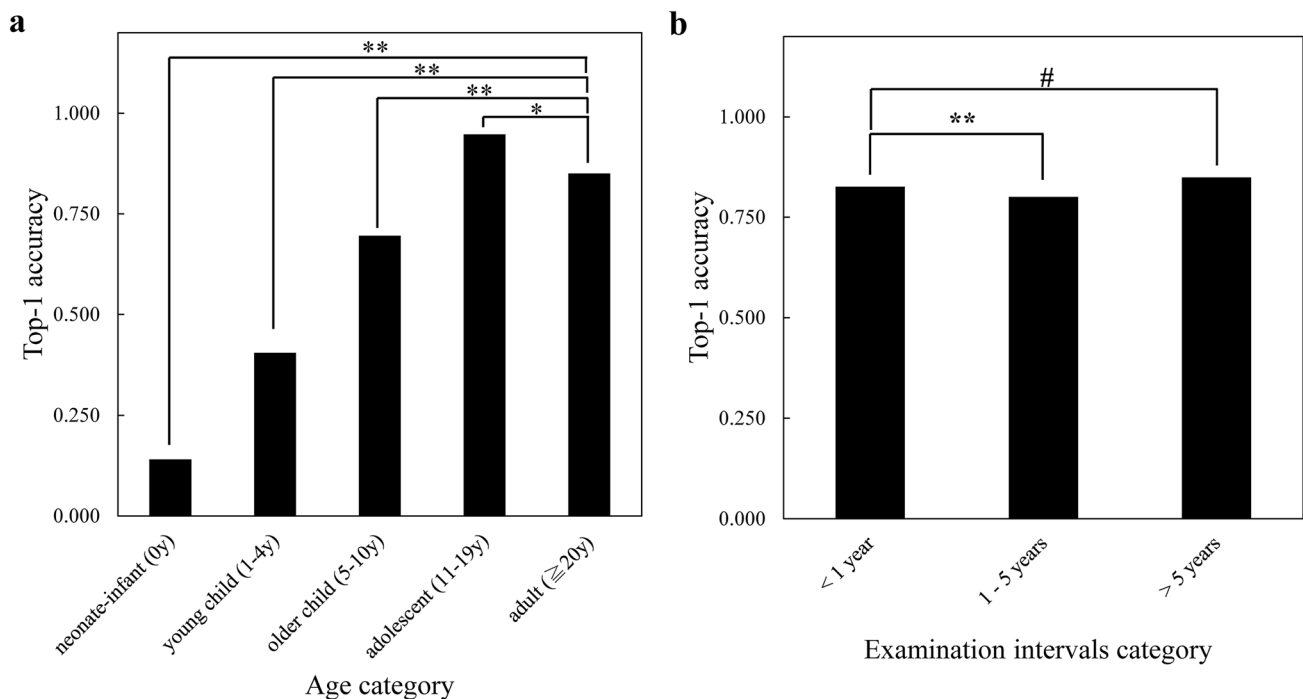 a
**
**
**
*
1.000
0.750
0.500
0.250
0.000
Top-1 accuracy
neonate-infant (0y)
young child (1-4y)
older child (5-10y)
adolescent (11-19y)
adult (≧20y)
Age category
b
#
**
1.000
0.750
0.500
0.250
0.000
Top-1 accuracy
< 1 year
1 - 5 years
> 5 years
Examination intervals category